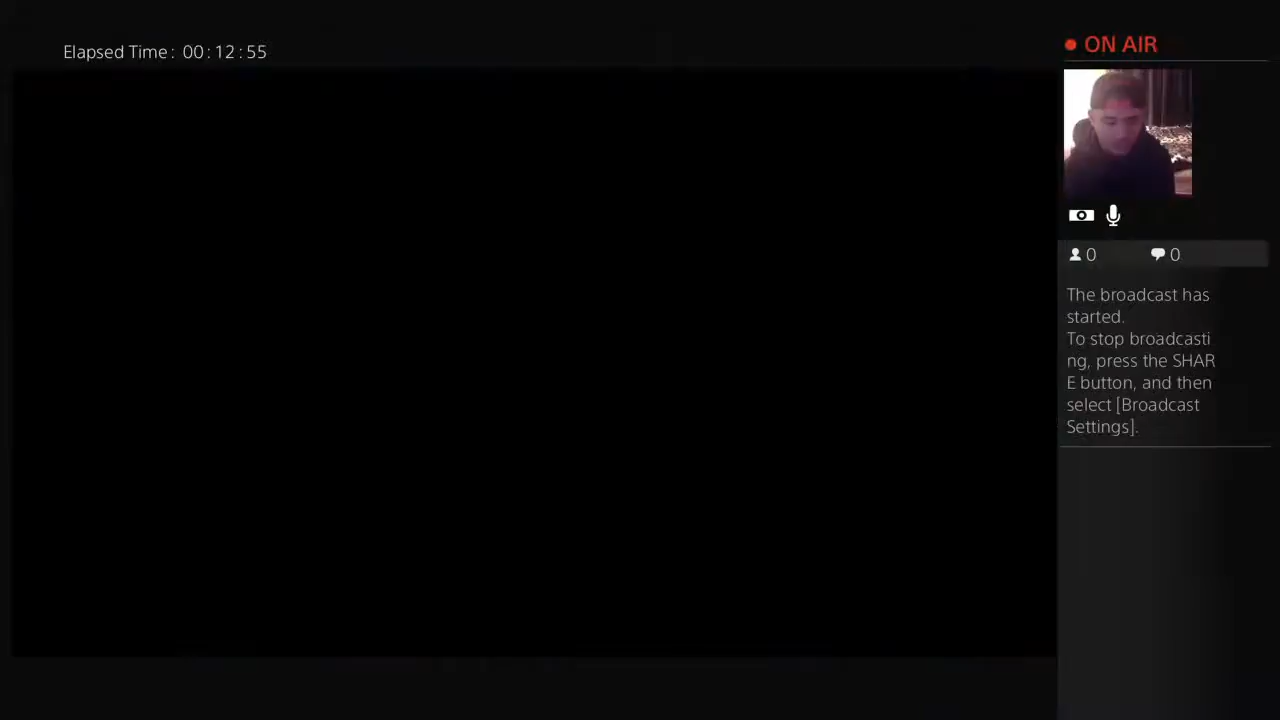 Elapsed Time: 00:12:55
ON AIR
0 0
The broadcast has
started.
To stop broadcasti
ng, press the SHAR
E button, and then
select [Broadcast
Settings].